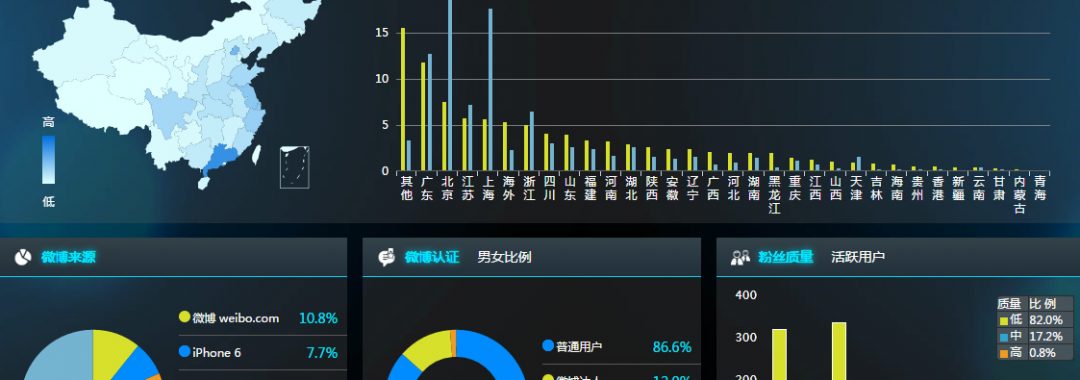 15
10
5
0
高
低
其他 广东 北京 江苏 上海 海外 浙江 四川 山东 福建 河南 湖北 陕西 安徽 辽宁 广西 河北 湖南 黑龙江 重庆 江西 山西 天津 吉林 海南 贵州 香港 新疆 云南 甘肃 内蒙古 青海
微博来源
微博 weibo.com 10.8%
iPhone 6 7.7%
微博认证 男女比例
普通用户 86.6%
粉丝质量 活跃用户
400
300
质量 比 例
低 82.0%
中 17.2%
高 0.8%